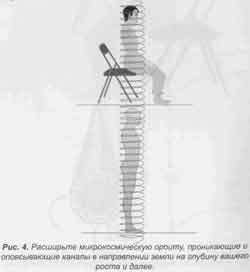 Рис. 4. Расширьте микрокосмическую орбиту, проникающие и
опоясывающие каналы в направлении земли на глубину вашего
роста и далее.